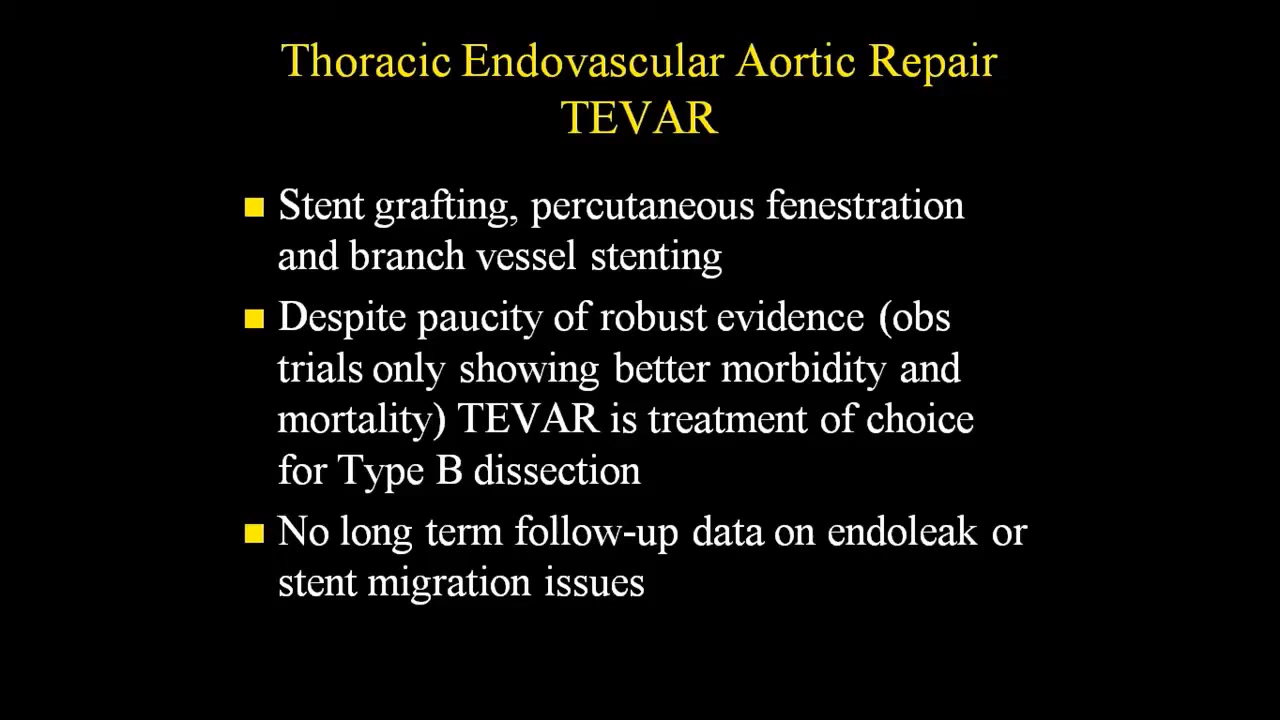 Thoracic Endovascular Aortic Repair
TEVAR
Stent grafting, percutaneous fenestration
and branch vessel stenting
Despite paucity of robust evidence (obs
trials only showing better morbidity and
mortality) TEVAR is treatment of choice
for Type B dissection
No long term follow-up data on endoleak or
stent migration issues